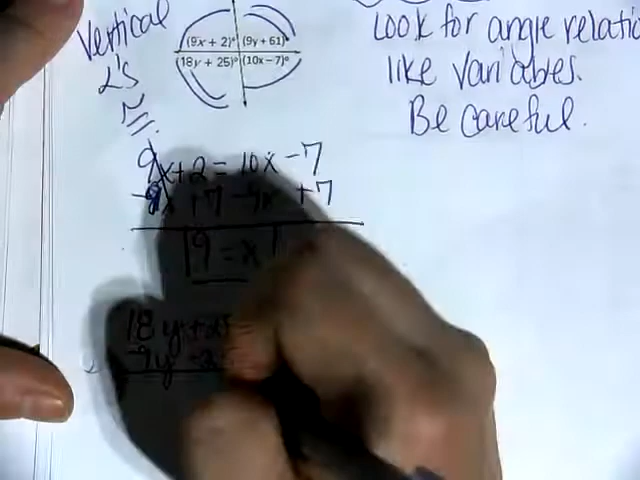 Vertical
∠'s
≅.
(9x + 2)° (9y + 61)°
(18y + 25)° (10x − 7)°
Look for angle
like variables.
Be careful.
9x + 2 = 10x − 7
−9x + 7 − 9x + 7
9 = x
18y + 25
−9y − 25